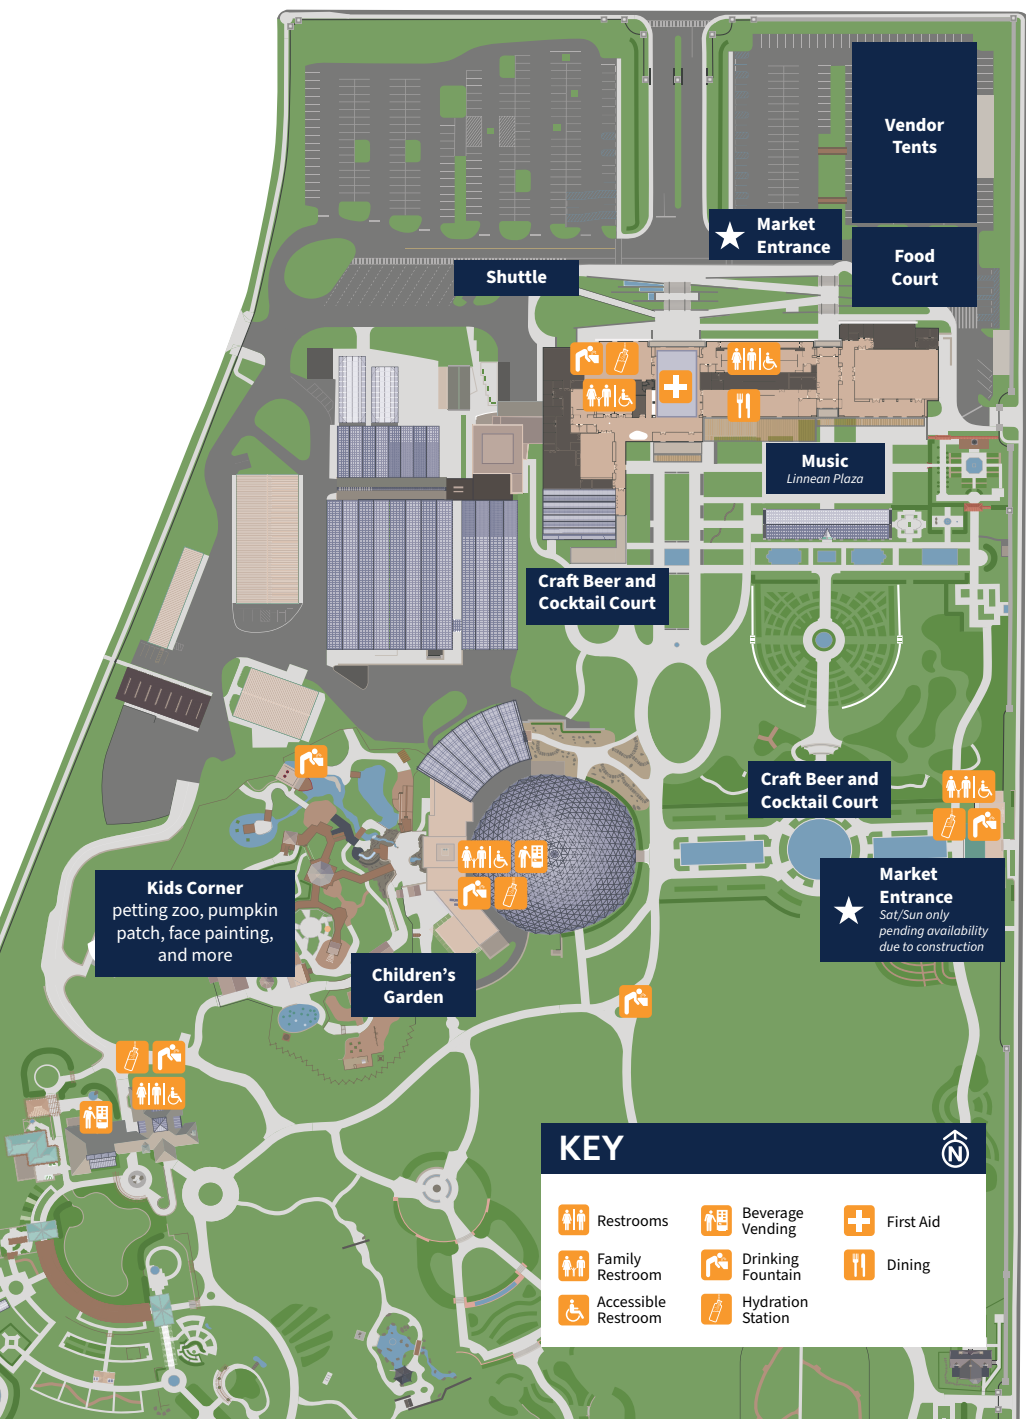 Vendor
Tents
Market
Entrance
Food
Court
Shuttle
Music
Linnean Plaza
Craft Beer and
Cocktail Court
Craft Beer and
Cocktail Court
Market
Entrance
Sat/Sun only
pending availability
due to construction
Kids Corner
petting zoo, pumpkin
patch, face painting,
and more
Children's
Garden
KEY
N
Restrooms
Family
Restroom
Accessible
Restroom
Beverage
Vending
Drinking
Fountain
Hydration
Station
First Aid
Dining